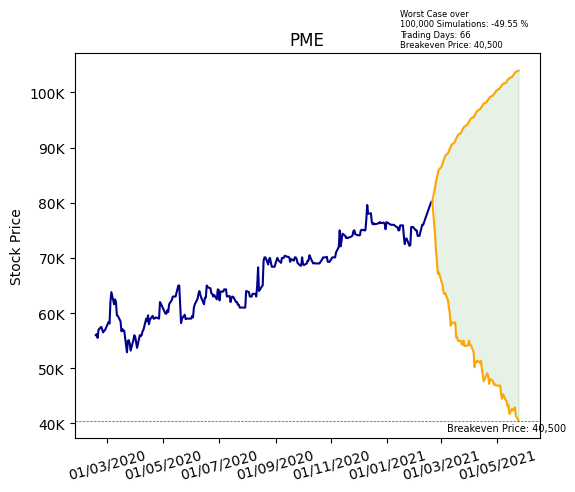 Worst Case over
100,000 Simulations: -49.55 %
Trading Days: 66
Breakeven Price: 40,500
PME
Stock Price
100K
90K
80K
70K
60K
50K
40K
Breakeven Price: 40,500
01/03/2020
01/05/2020
01/07/2020
01/09/2020
01/11/2020
01/01/2021
01/03/2021
01/05/2021